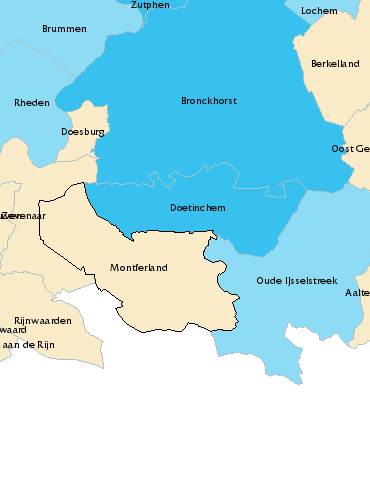 Zutphen
Lochem
Brummen
Berkelland
Rheden
Bronckhorst
Doesburg
Oost Ge
Doetinchem
Zevenaar
Montferland
Oude IJsselstreek
Aalte
Rijnwaarden
waard
aan de Rijn